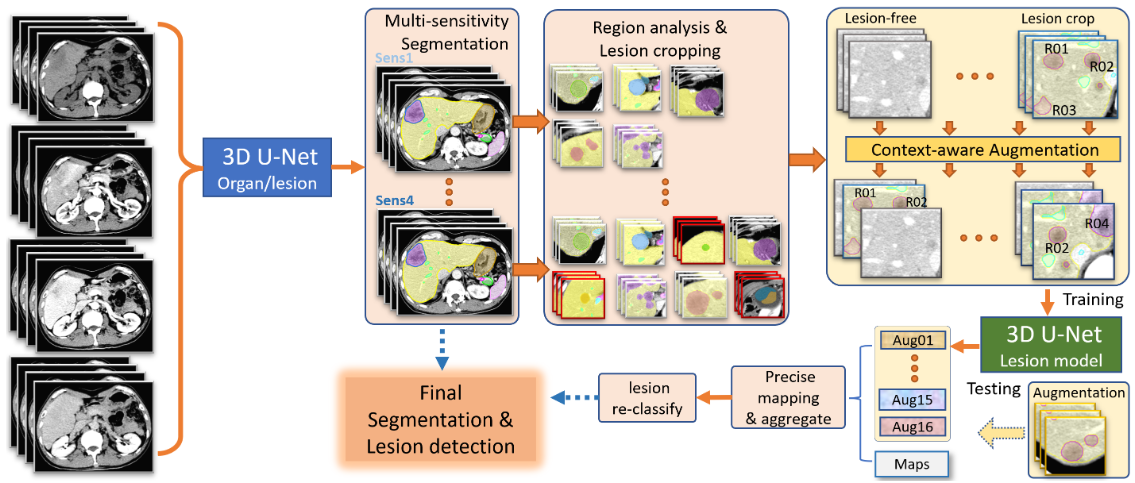 3D U-Net
Organ/lesion
Multi-sensitivity
Segmentation
Sens1
Sens4
Region analysis &
Lesion cropping
Lesion-free
Lesion crop
R01
R02
R03
Context-aware Augmentation
R01
R02
R04
R02
Training
3D U-Net
Lesion model
Testing
Augmentation
Aug01
Aug15
Aug16
Maps
Precise
mapping
& aggregate
lesion
re-classify
Final
Segmentation &
Lesion detection